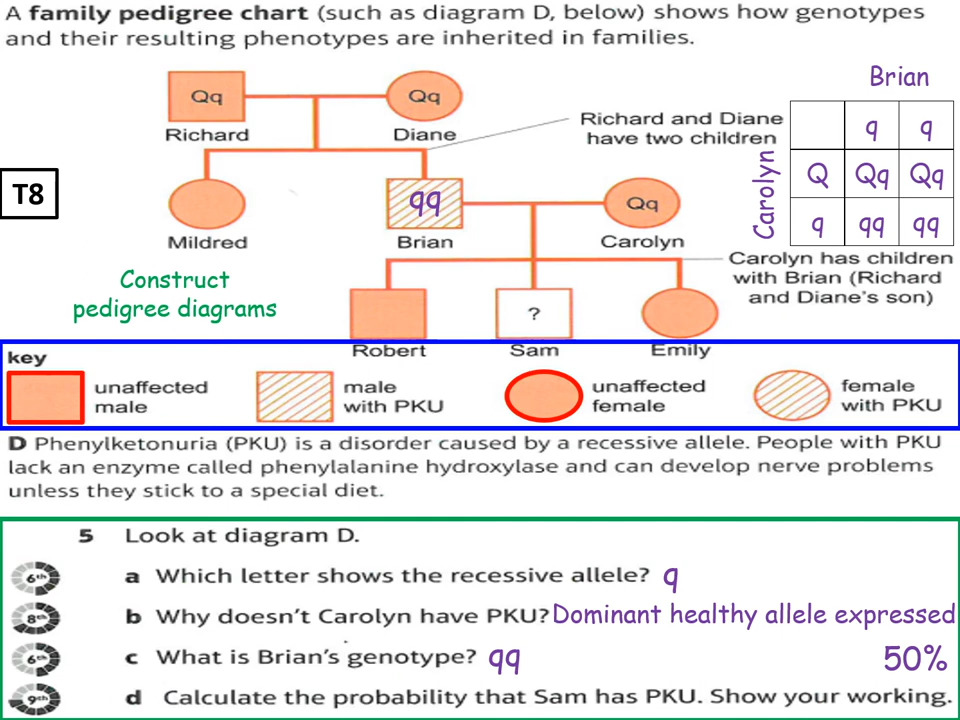 A family pedigree chart (such as diagram D, below) shows how genotypes
and their resulting phenotypes are inherited in families.
Brian
Qq
Qq
Richard
Diane
Richard and Diane
have two children
q q
Carolyn
Q Qq Qq
q qq qq
T8
qq
Qq
Mildred
Brian
Carolyn
Carolyn has children
with Brian (Richard
and Diane's son)
Construct
pedigree diagrams
?
Robert
Sam
Emily
key
unaffected
male
male
with PKU
unaffected
female
female
with PKU
D Phenylketonuria (PKU) is a disorder caused by a recessive allele. People with PKU
lack an enzyme called phenylalanine hydroxylase and can develop nerve problems
unless they stick to a special diet.
5 Look at diagram D.
6th a Which letter shows the recessive allele? q
8th b Why doesn't Carolyn have PKU? Dominant healthy allele expressed
6th c What is Brian's genotype? qq 50%
9th d Calculate the probability that Sam has PKU. Show your working.